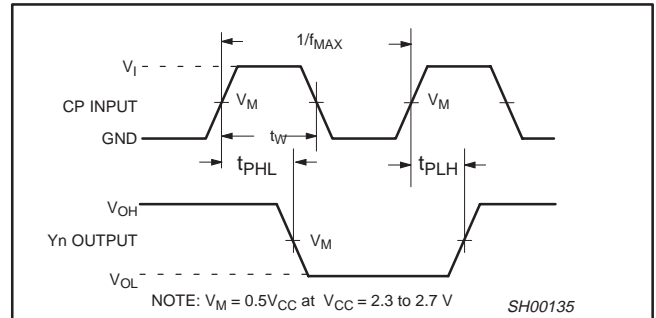 1/fMAX
VI
CP INPUT
VM
VM
GND
tW
tPHL
tPLH
VOH
Yn OUTPUT
VM
VOL
NOTE: VM = 0.5VCC at VCC = 2.3 to 2.7 V
SH00135